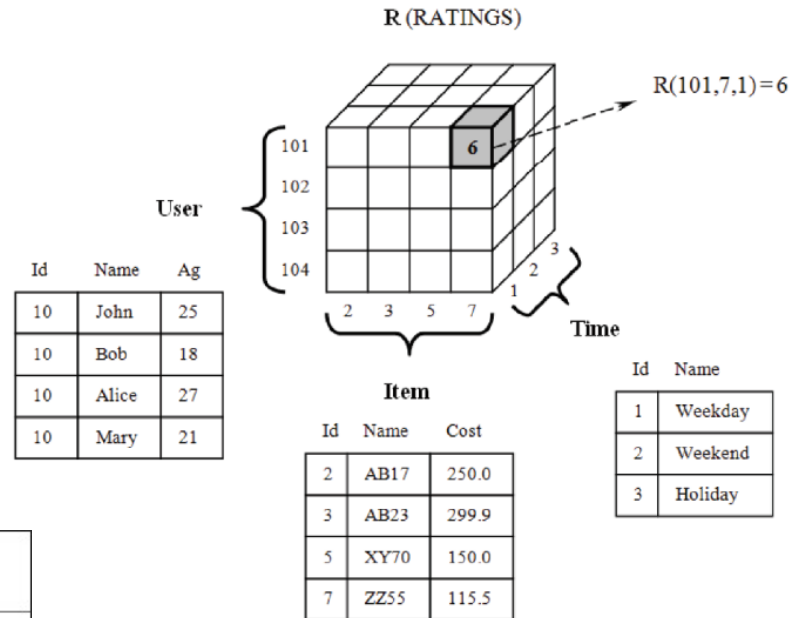 R (RATINGS)
R(101,7,1)=6
6
101
102
103
104
User
2 3 5 7
1
2
3
Time
Item
Id Name Ag
10 John 25
10 Bob 18
10 Alice 27
10 Mary 21
Id Name Cost
2 AB17 250.0
3 AB23 299.9
5 XY70 150.0
7 ZZ55 115.5
Id Name
1 Weekday
2 Weekend
3 Holiday